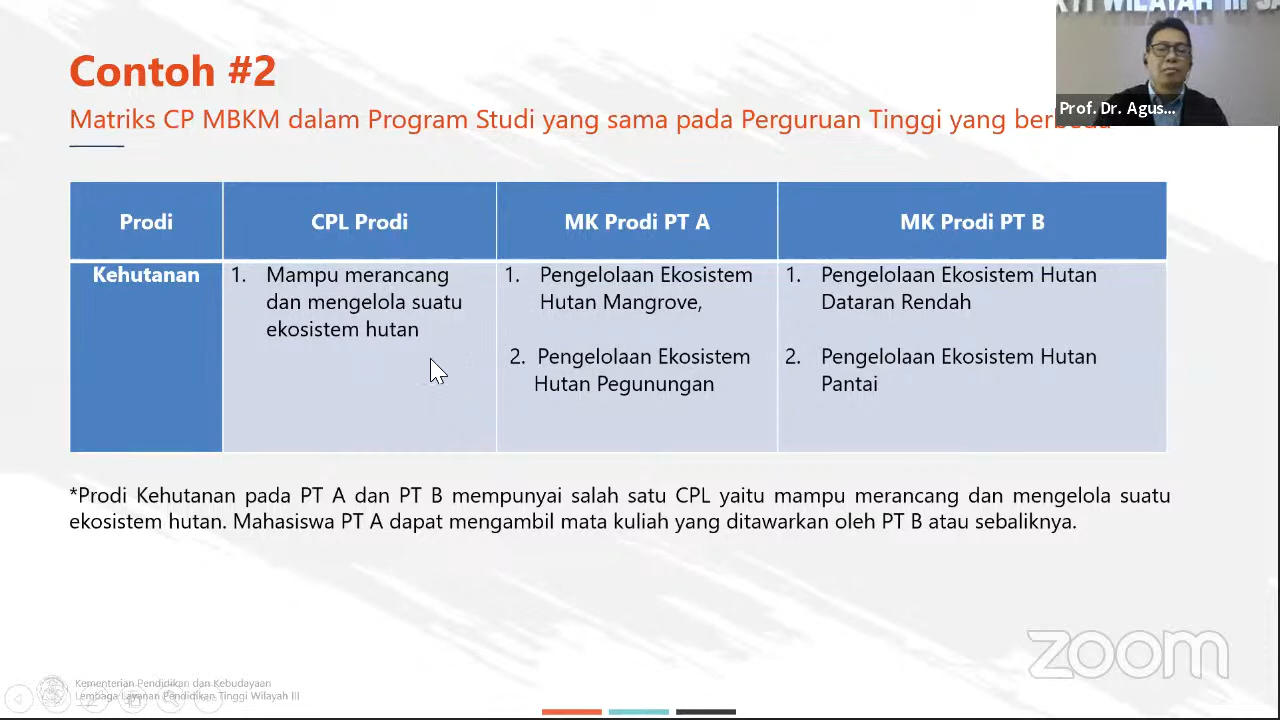 KTI WILAYAH III
Contoh #2
Prof. Dr. Agus...
Matriks CP MBKM dalam Program Studi yang sama pada Perguruan Tinggi yang
Prodi
CPL Prodi
MK Prodi PT A
MK Prodi PT B
Kehutanan
1. Mampu merancang
dan mengelola suatu
ekosistem hutan
1. Pengelolaan Ekosistem
Hutan Mangrove,
2. Pengelolaan Ekosistem
Hutan Pegunungan
1. Pengelolaan Ekosistem Hutan
Dataran Rendah
2. Pengelolaan Ekosistem Hutan
Pantai
*Prodi Kehutanan pada PT A dan PT B mempunyai salah satu CPL yaitu mampu merancang dan mengelola suatu
ekosistem hutan. Mahasiswa PT A dapat mengambil mata kuliah yang ditawarkan oleh PT B atau sebaliknya.
zoom
Kementerian Pendidikan dan Kebudayaan
Lembaga Layanan Pendidikan Tinggi Wilayah III